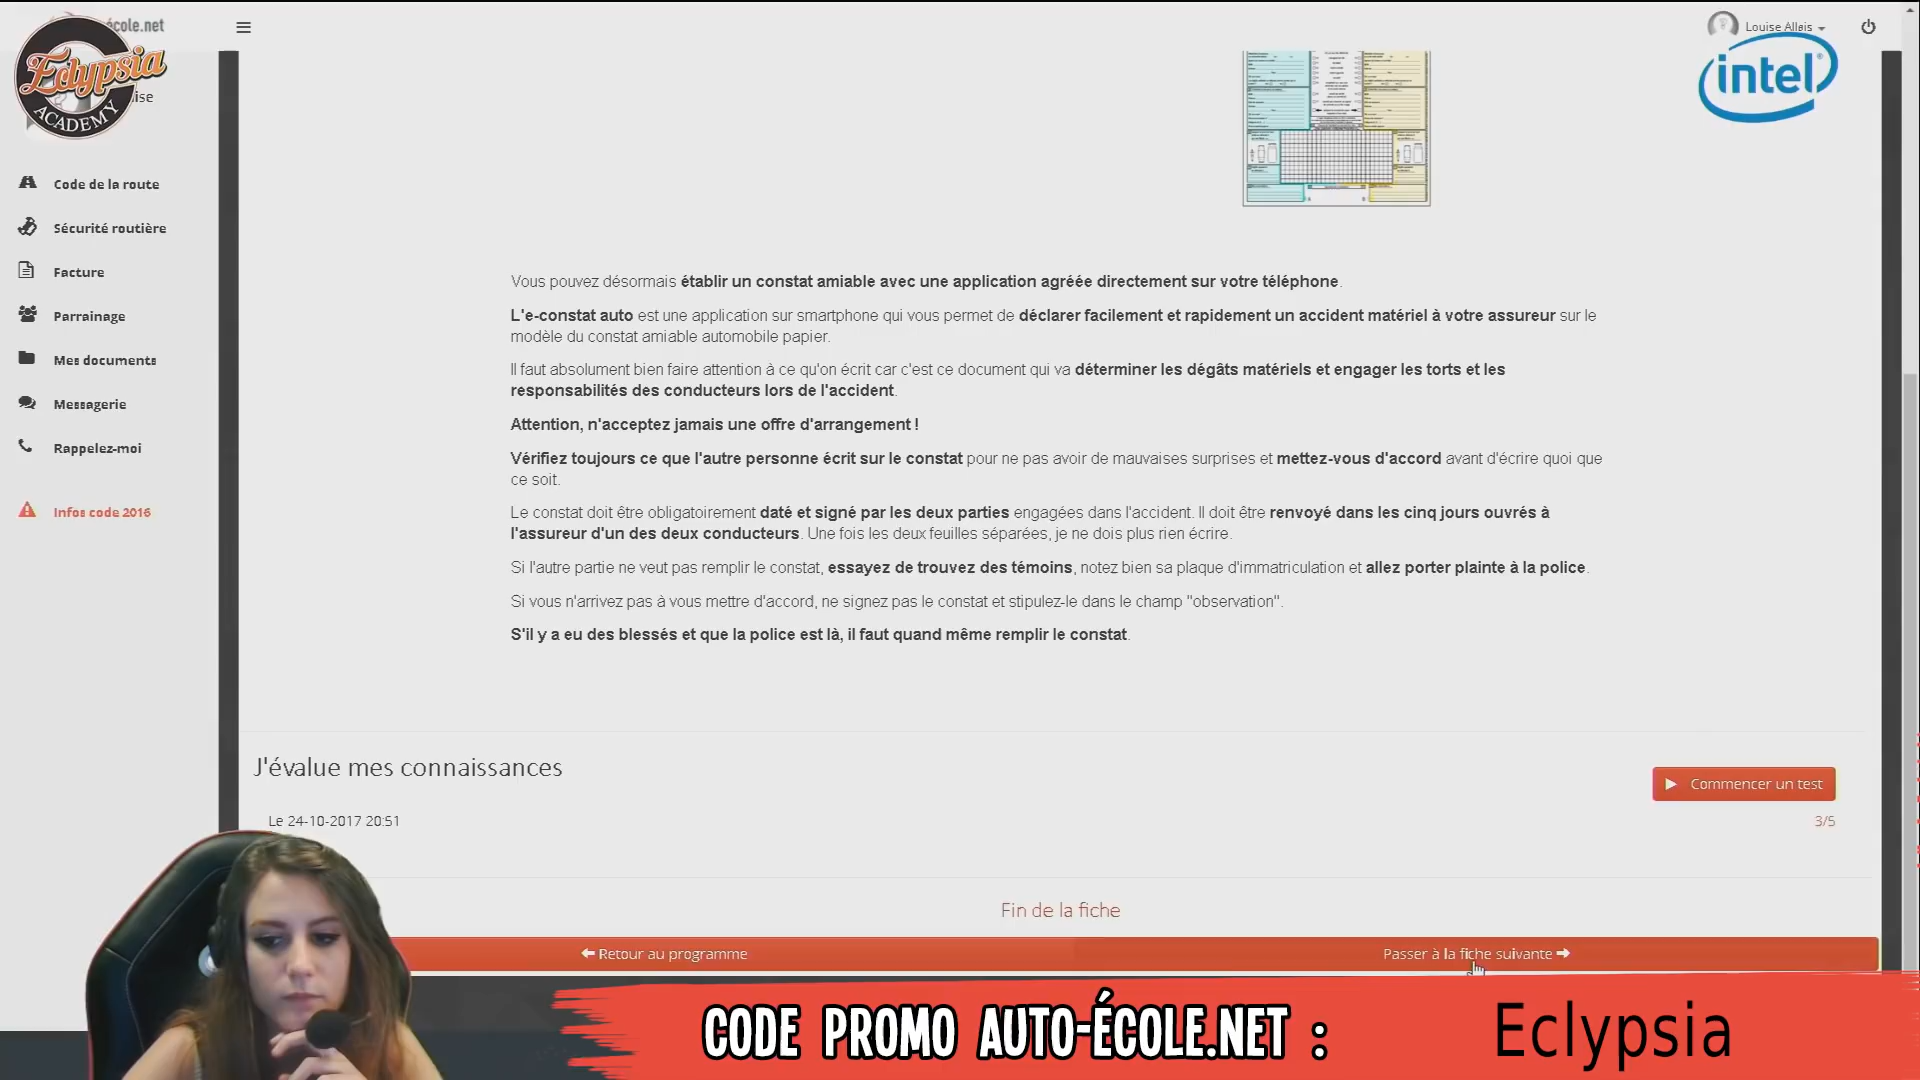 école.net
Louise Allais
Eclypsia
ACADEMY
ise
intel
Code de la route
Sécurité routière
Facture
Parrainage
Mes documents
Messagerie
Rappelez-moi
Infos code 2016
Vous pouvez désormais établir un constat amiable avec une application agréée directement sur votre téléphone.
L'e-constat auto est une application sur smartphone qui vous permet de déclarer facilement et rapidement un accident matériel à votre assureur sur le
modèle du constat amiable automobile papier.
Il faut absolument bien faire attention à ce qu'on écrit car c'est ce document qui va déterminer les dégâts matériels et engager les torts et les
responsabilités des conducteurs lors de l'accident.
Attention, n'acceptez jamais une offre d'arrangement !
Vérifiez toujours ce que l'autre personne écrit sur le constat pour ne pas avoir de mauvaises surprises et mettez-vous d'accord avant d'écrire quoi que
ce soit.
Le constat doit être obligatoirement daté et signé par les deux parties engagées dans l'accident. Il doit être renvoyé dans les cinq jours ouvrés à
l'assureur d'un des deux conducteurs. Une fois les deux feuilles séparées, je ne dois plus rien écrire.
Si l'autre partie ne veut pas remplir le constat, essayez de trouvez des témoins, notez bien sa plaque d'immatriculation et allez porter plainte à la police.
Si vous n'arrivez pas à vous mettre d'accord, ne signez pas le constat et stipulez-le dans le champ "observation".
S'il y a eu des blessés et que la police est là, il faut quand même remplir le constat.
J'évalue mes connaissances
Commencer un test
Le 24-10-2017 20:51
3/5
Fin de la fiche
Retour au programme
Passer à la fiche suivante
CODE PROMO AUTO-ÉCOLE.NET :
Eclypsia